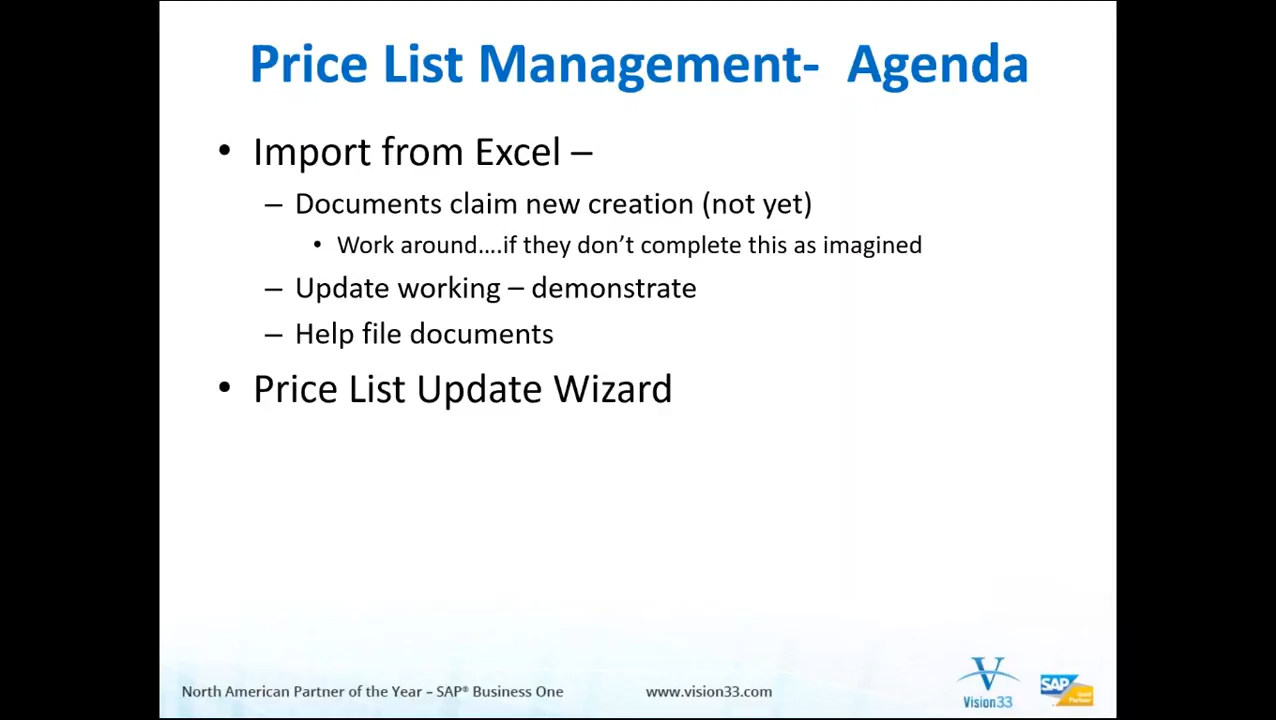 Price List Management-  Agenda
• Import from Excel –
– Documents claim new creation (not yet)
• Work around....if they don't complete this as imagined
– Update working – demonstrate
– Help file documents
• Price List Update Wizard
North American Partner of the Year – SAP® Business One
www.vision33.com
Vision33
SAP
Gold
Partner